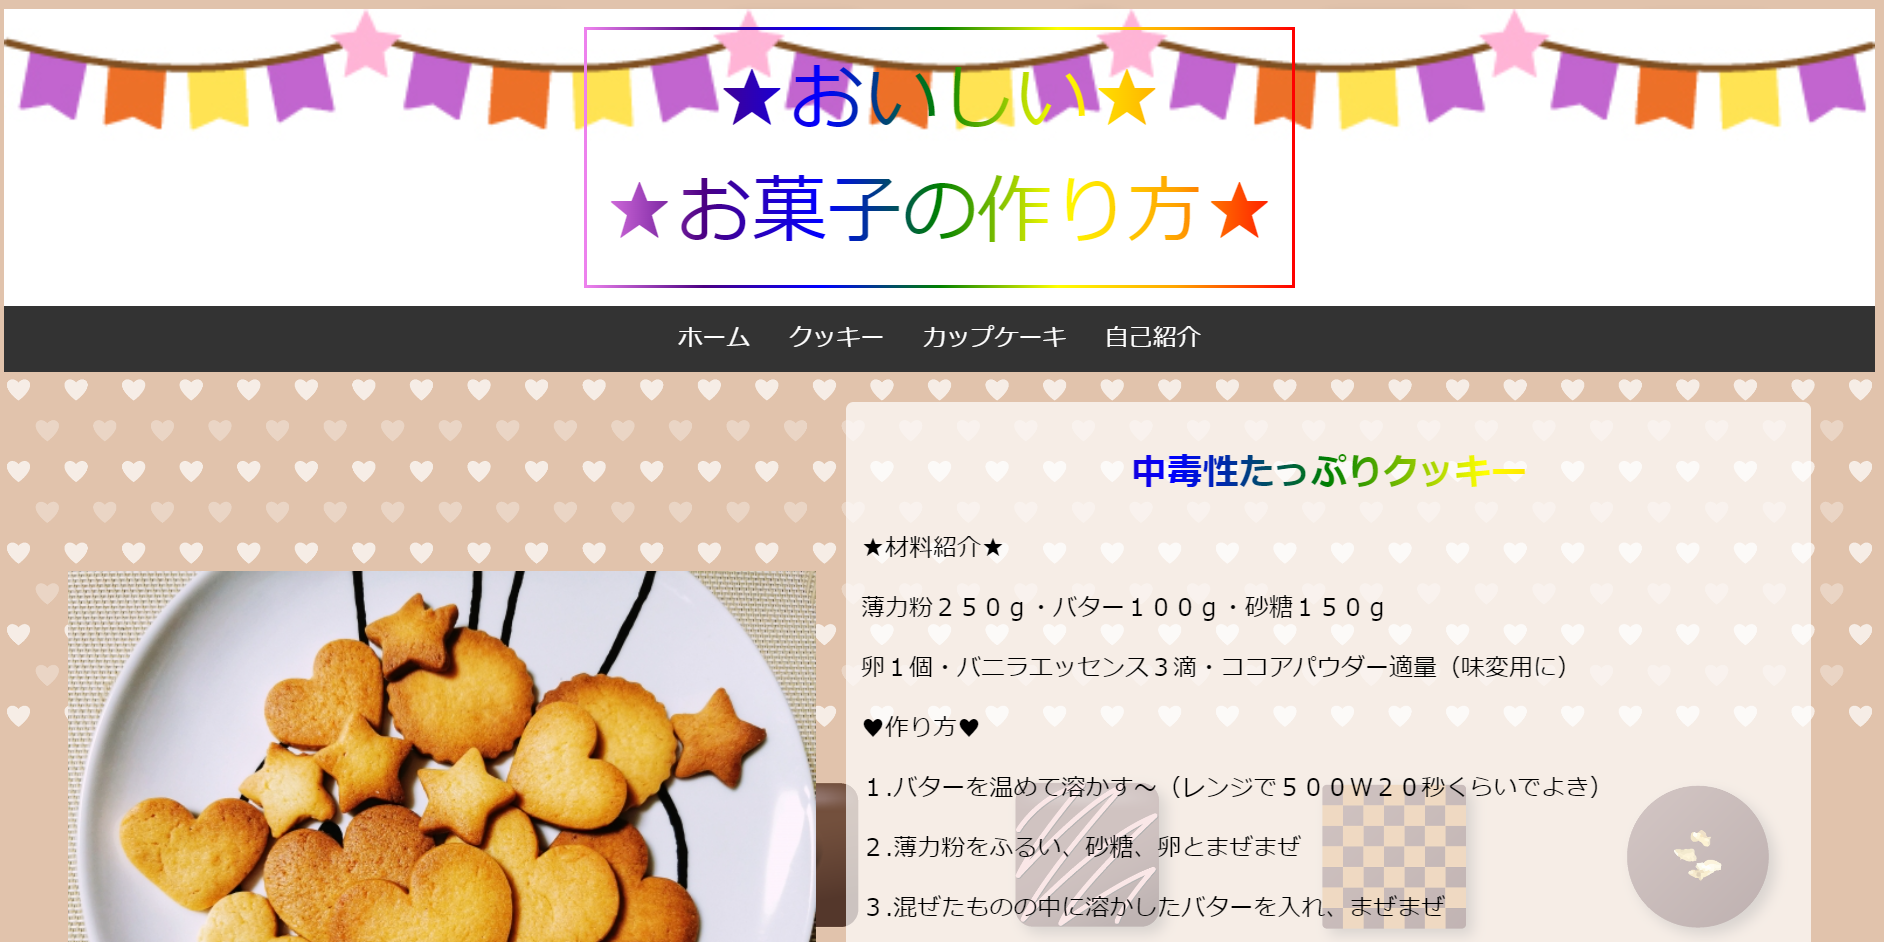 ★おいしい★
★お菓子の作り方★
ホーム クッキー カップケーキ 自己紹介
中毒性たっぷりクッキー
★材料紹介★
薄力粉２５０ｇ・バター１００ｇ・砂糖１５０ｇ
卵１個・バニラエッセンス３滴・ココアパウダー適量（味変用に）
♥作り方♥
１.バターを温めて溶かす～（レンジで５００W２０秒くらいでよき）
２.薄力粉をふるい、砂糖、卵とまぜまぜ
３.混ぜたものの中に溶かしたバターを入れ、まぜまぜ